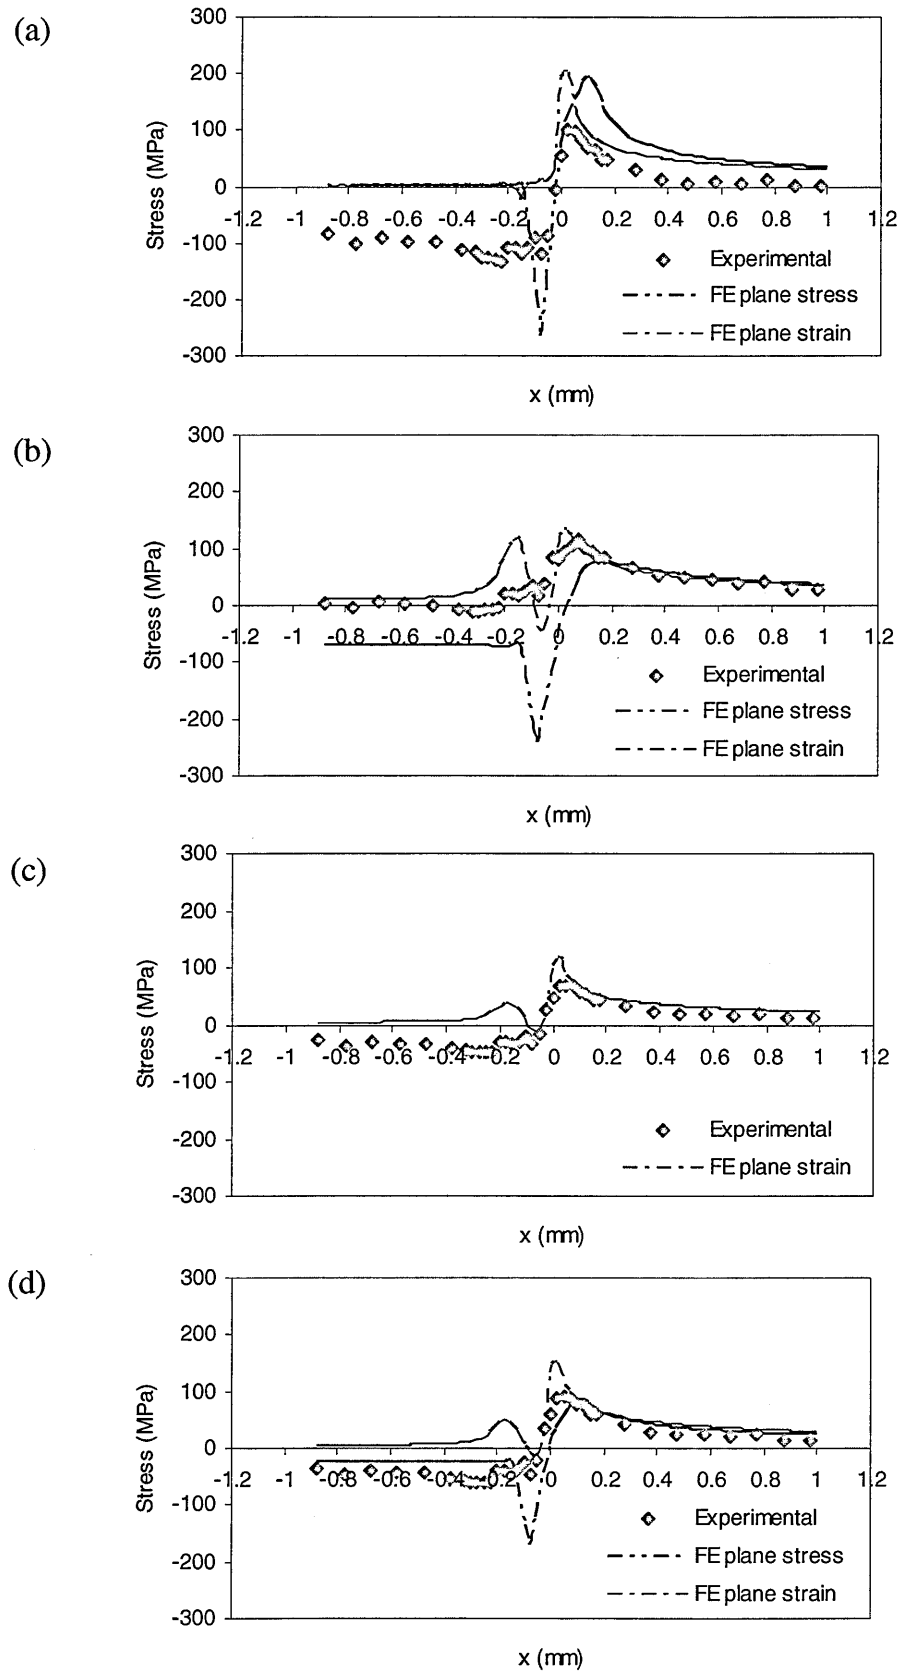 (a)
300
200
100
0
-100
-200
-300
Stress (MPa)
-1.2 -1 -0.8 -0.6 -0.4 -0.2 0 0.2 0.4 0.6 0.8 1 1.2
Experimental
FE plane stress
FE plane strain
x (mm)
(b)
300
200
100
0
-100
-200
-300
Stress (MPa)
-1.2 -1 -0.8 -0.6 -0.4 -0.2 0 0.2 0.4 0.6 0.8 1 1.2
Experimental
FE plane stress
FE plane strain
x (mm)
(c)
300
200
100
0
-100
-200
-300
Stress (MPa)
-1.2 -1 -0.8 -0.6 -0.4 -0.2 0 0.2 0.4 0.6 0.8 1 1.2
Experimental
FE plane strain
x (mm)
(d)
300
200
100
0
-100
-200
-300
Stress (MPa)
-1.2 -1 -0.8 -0.6 -0.4 -0.2 0 0.2 0.4 0.6 0.8 1 1.2
Experimental
FE plane stress
FE plane strain
x (mm)